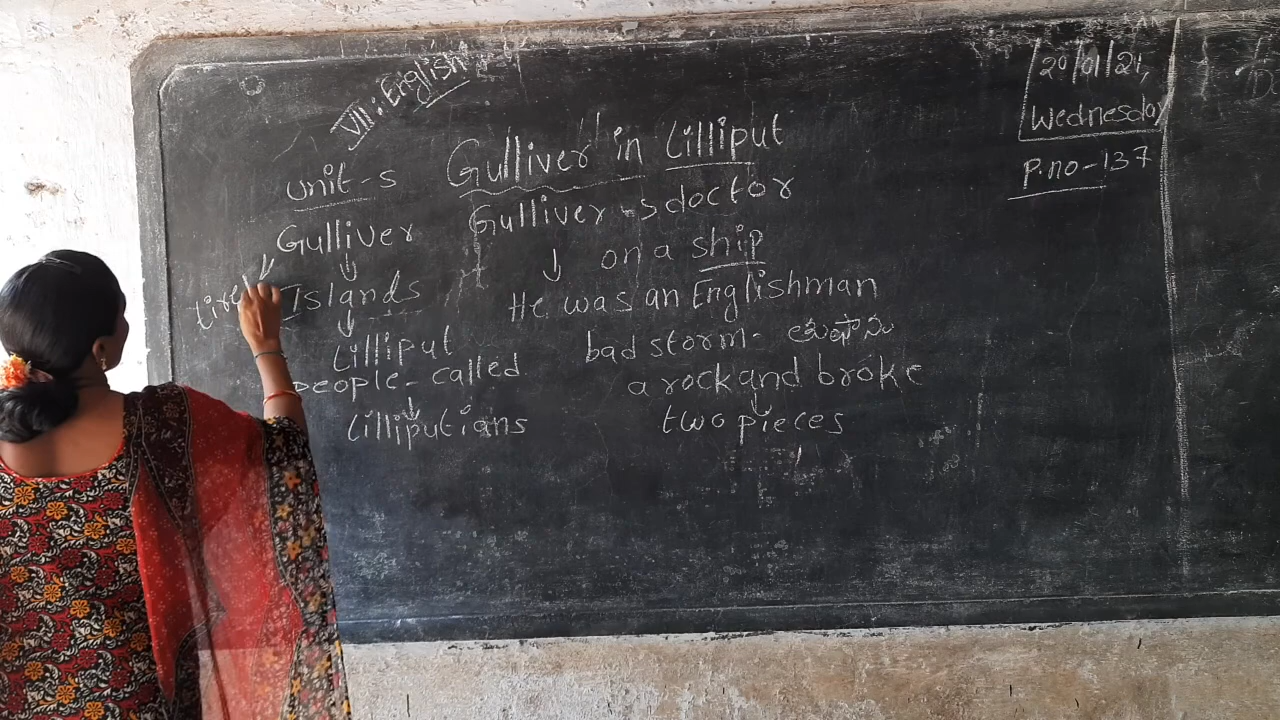 VII : English
20/01/21,
Wednesday
P.no-137
unit-5
Gulliver in Lilliput
Gulliver
Gulliver - s doctor
on a ship
Islands
He was an Englishman
Lilliput
bad storm - తుఫాను
people - called
a rock and broke
Lilliputians
two pieces